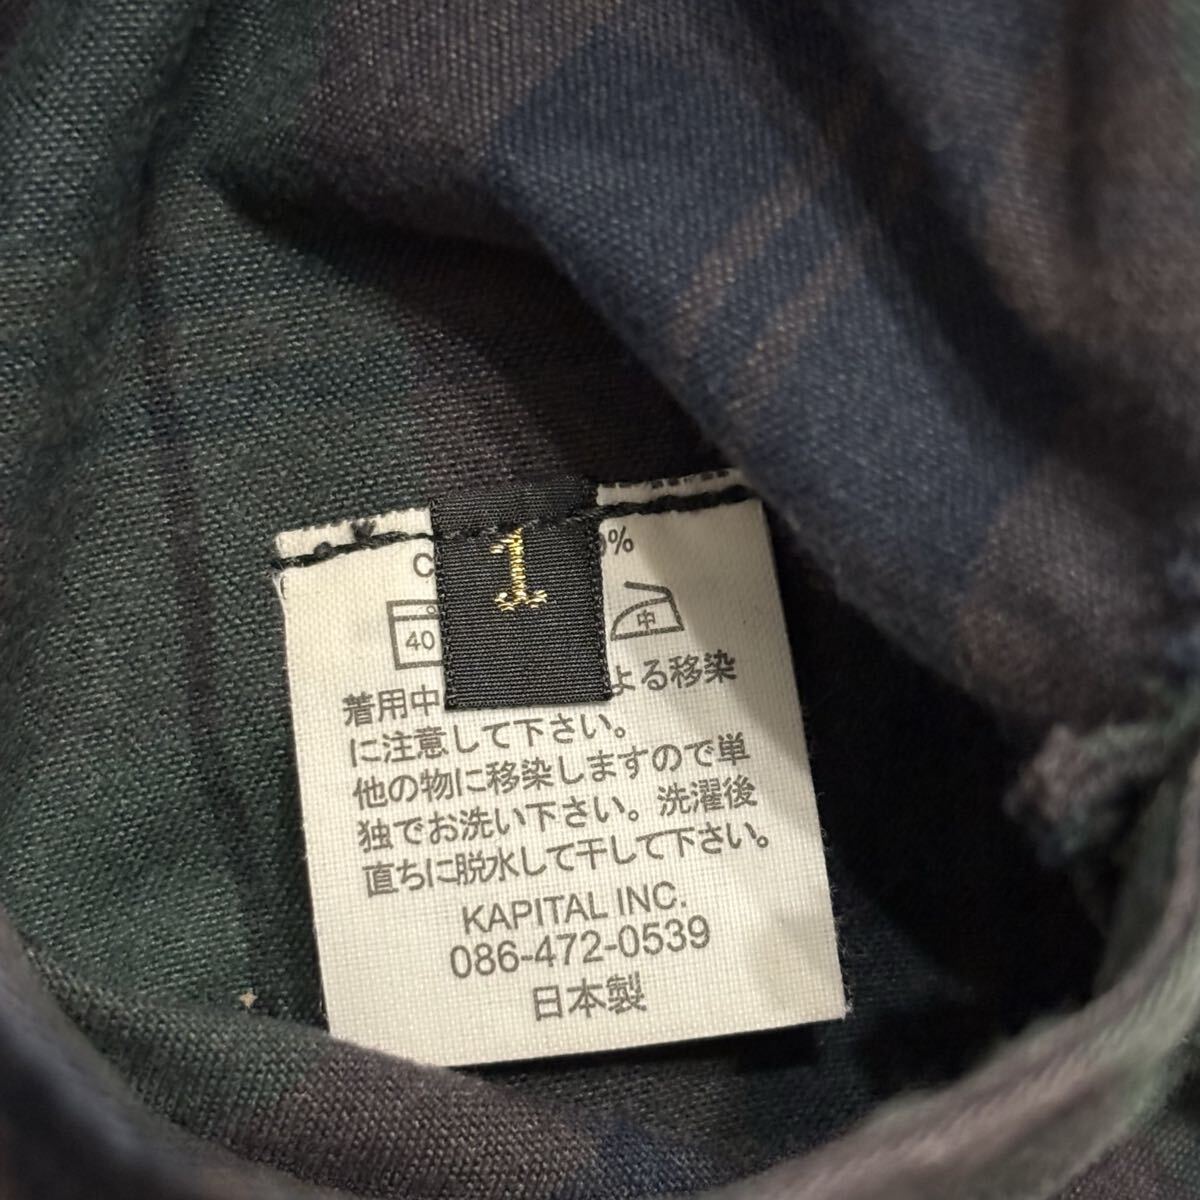 1
40
中
着用中 よる移染
に注意して下さい。
他の物に移染しますので単
独でお洗い下さい。洗濯後
直ちに脱水して干して下さい。
KAPITAL INC.
086-472-0539
日本製